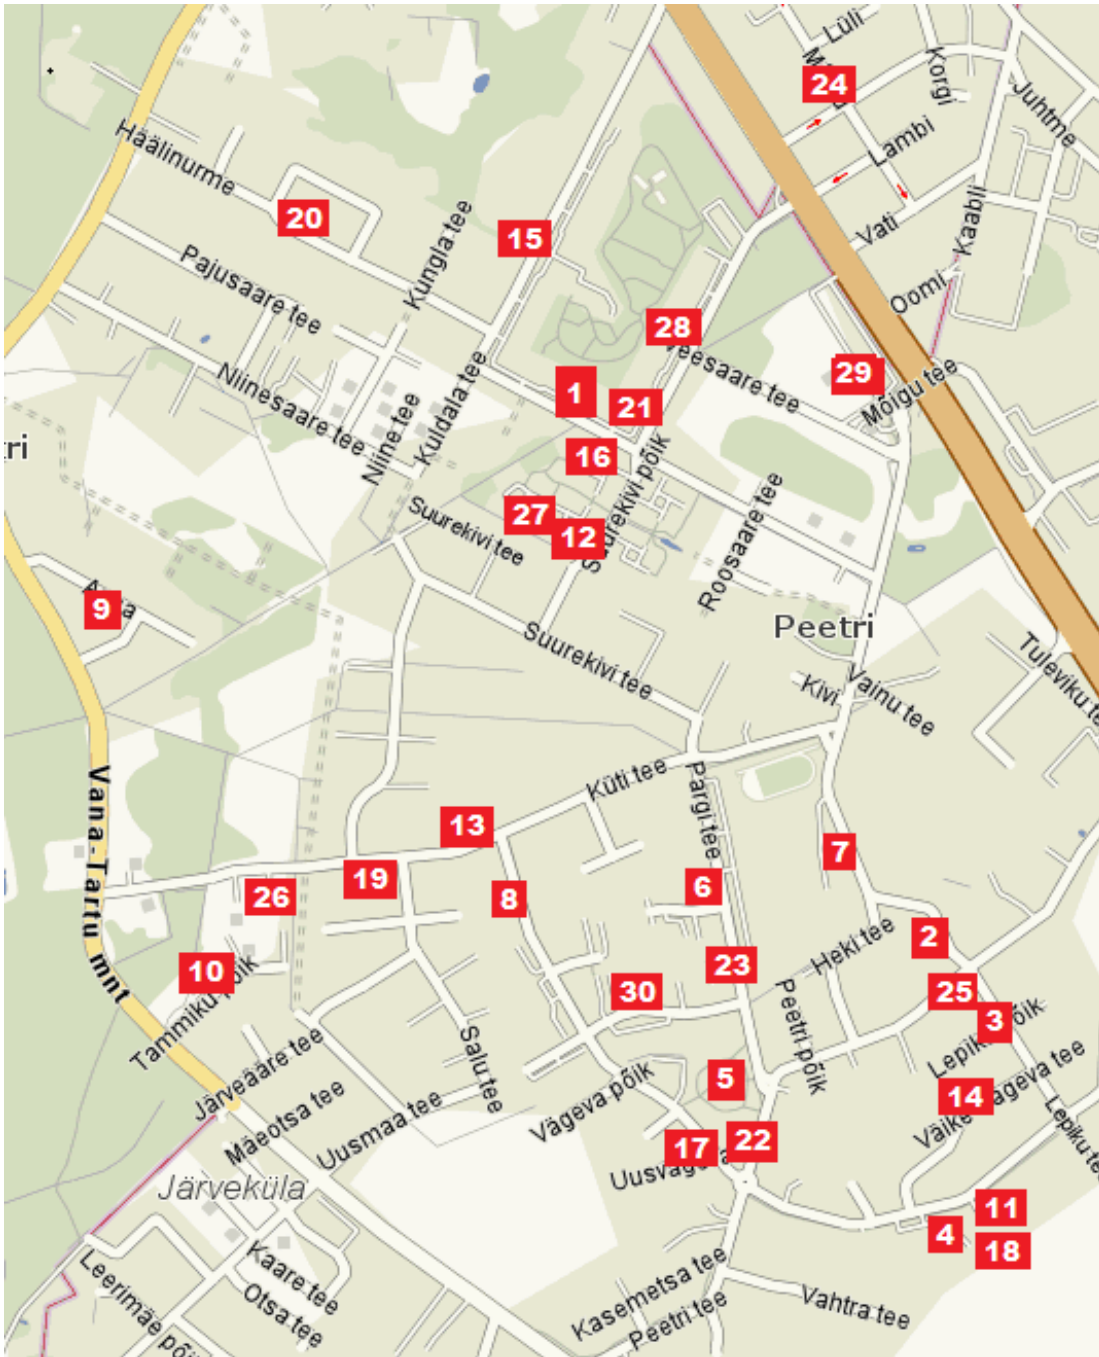 Lüli
24
Korgi
Juhtme
Lambi
Häälinurme
20
15
Kungla tee
Vati
Kaabli
Pajusaare tee
Oomi
28
Veesaare tee
29
Mõigu tee
1
21
Niinesaare tee
Kuldala tee
Niine tee
16
Suurekivi põik
27
12
Suurekivi tee
Roosaare tee
9
Peetri
Suurekivi tee
Tuleviku te
Kivi
Vainu tee
Vana-Tartu mnt
Küti tee
Pargi tee
13
7
19
6
8
26
2
Heki tee
10
23
Tammiku põik
30
25
3
Peetri põik
Lepiku põik
Järveääre tee
Salu tee
5
Vägeva põik
14
Väike-Vägeva tee
Mäeotsa tee
Uusmaa tee
Lepiku te
22
17
Järveküla
11
4
18
Kaare tee
Leerimäe põi
Otsa tee
Kasemetsa tee
Peetri tee
Vahtra tee